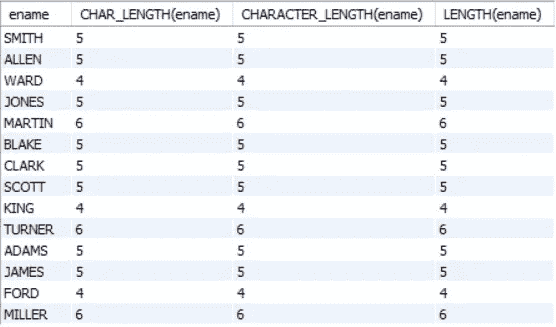 ename CHAR_LENGTH(ename) CHARACTER_LENGTH(ename) LENGTH(ename)
SMITH 5 5 5
ALLEN 5 5 5
WARD 4 4 4
JONES 5 5 5
MARTIN 6 6 6
BLAKE 5 5 5
CLARK 5 5 5
SCOTT 5 5 5
KING 4 4 4
TURNER 6 6 6
ADAMS 5 5 5
JAMES 5 5 5
FORD 4 4 4
MILLER 6 6 6